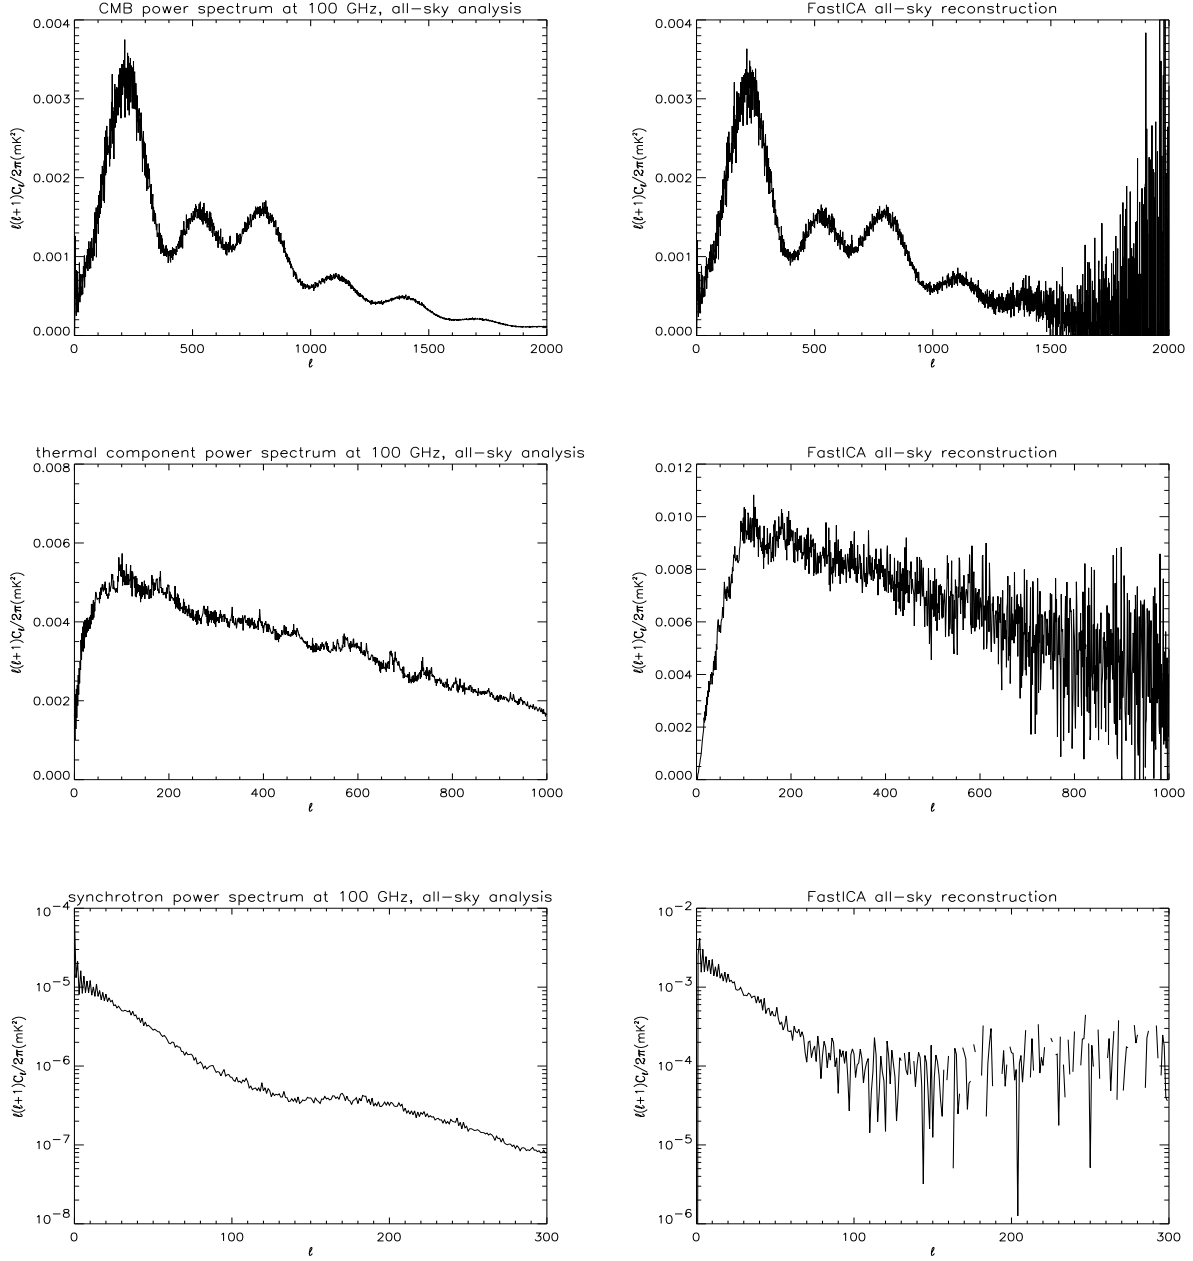 CMB power spectrum at 100 GHz, all-sky analysis
ℓ(ℓ+1)Cℓ/2π(mK²)
0.004
0.003
0.002
0.001
0.000
0 500 1000 1500 2000
ℓ
FastICA all-sky reconstruction
ℓ(ℓ+1)Cℓ/2π(mK²)
0.004
0.003
0.002
0.001
0.000
0 500 1000 1500 2000
ℓ
thermal component power spectrum at 100 GHz, all-sky analysis
ℓ(ℓ+1)Cℓ/2π(mK²)
0.008
0.006
0.004
0.002
0.000
0 200 400 600 800 1000
ℓ
FastICA all-sky reconstruction
ℓ(ℓ+1)Cℓ/2π(mK²)
0.012
0.010
0.008
0.006
0.004
0.002
0.000
0 200 400 600 800 1000
ℓ
synchrotron power spectrum at 100 GHz, all-sky analysis
ℓ(ℓ+1)Cℓ/2π(mK²)
10⁻⁴
10⁻⁵
10⁻⁶
10⁻⁷
10⁻⁸
0 100 200 300
ℓ
FastICA all-sky reconstruction
ℓ(ℓ+1)Cℓ/2π(mK²)
10⁻²
10⁻³
10⁻⁴
10⁻⁵
10⁻⁶
0 100 200 300
ℓ